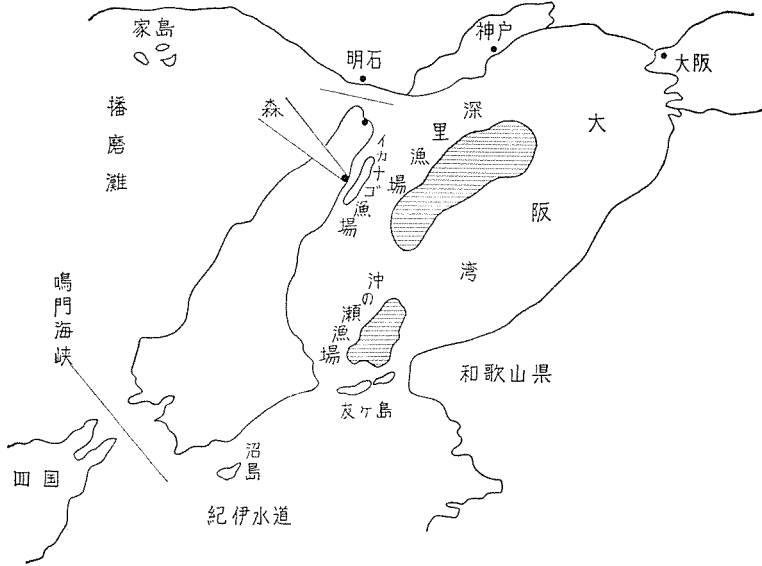 家島
神戸
明石
大阪
播磨灘
森
深里漁場
イカナゴ漁場
大阪湾
沖の瀬漁場
鳴門海峡
和歌山県
友ヶ島
沼島
四国
紀伊水道